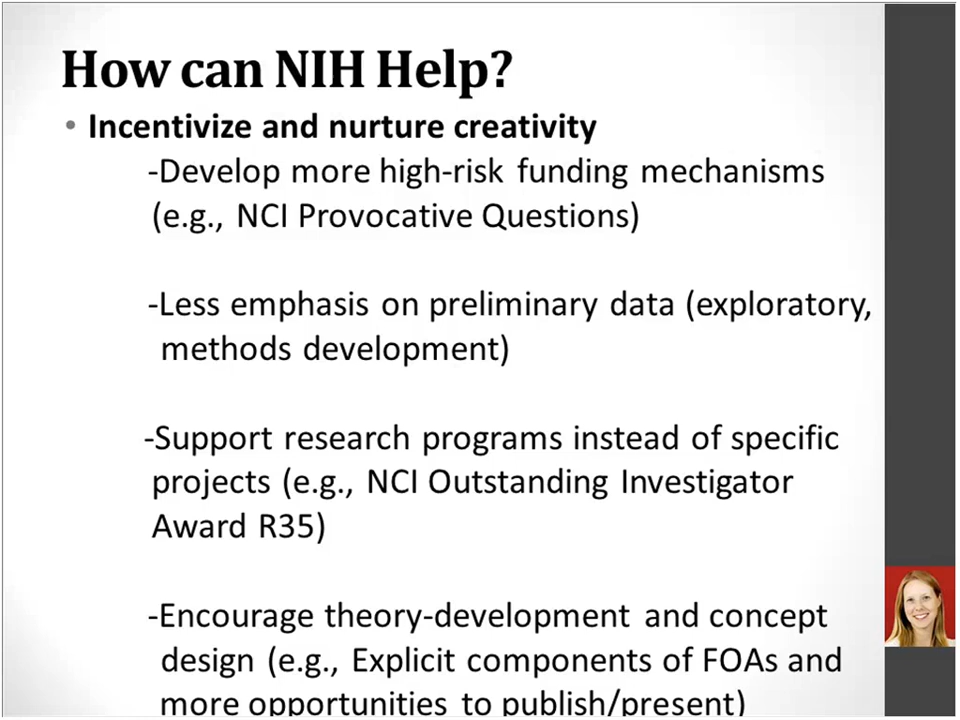 How can NIH Help?
• Incentivize and nurture creativity
-Develop more high-risk funding mechanisms
(e.g., NCI Provocative Questions)
-Less emphasis on preliminary data (exploratory,
methods development)
-Support research programs instead of specific
projects (e.g., NCI Outstanding Investigator
Award R35)
-Encourage theory-development and concept
design (e.g., Explicit components of FOAs and
more opportunities to publish/present)